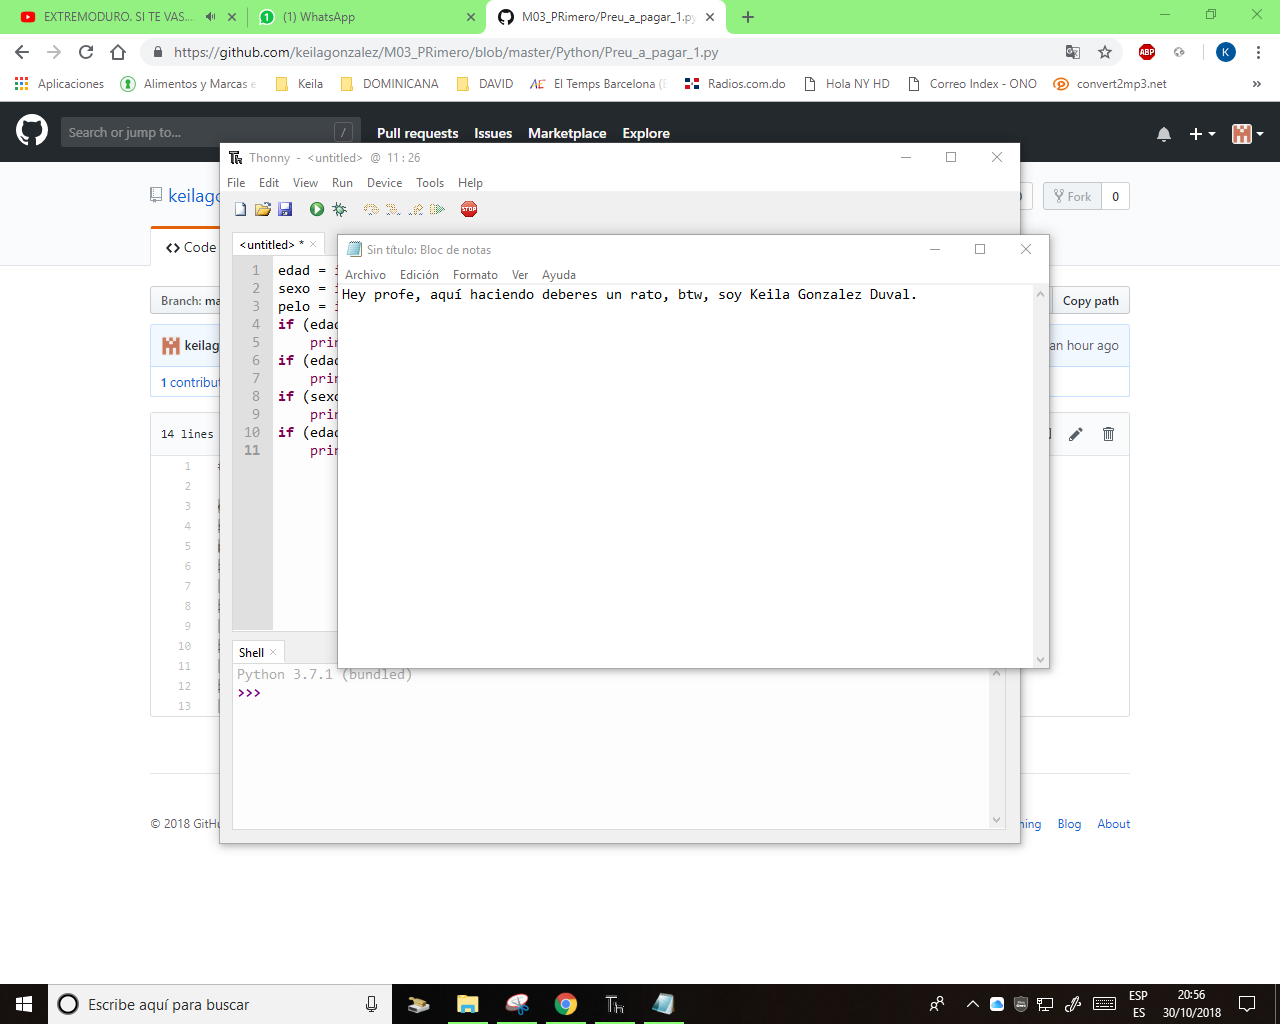 EXTREMODURO. SI TE VAS...
(1) WhatsApp
M03_PRimero/Preu_a_pagar_1.py
https://github.com/keilagonzalez/M03_PRimero/blob/master/Python/Preu_a_pagar_1.py
ABP
K
Aplicaciones
Alimentos y Marcas
Keila
DOMINICANA
DAVID
El Temps Barcelona
Radios.com.do
Hola NY HD
Correo Index - ONO
convert2mp3.net
»
Search or jump to...
/
Pull requests Issues Marketplace Explore
Thonny - <untitled> @ 11 : 26
File Edit View Run Device Tools Help
STOP
keilago
Fork 0
Code
<untitled> *
Sin título: Bloc de notas
Archivo Edición Formato Ver Ayuda
Hey profe, aquí haciendo deberes un rato, btw, soy Keila Gonzalez Duval.
1 edad =
2 sexo =
3 pelo =
4 if (edad
5 prin
6 if (edad
7 prin
8 if (sexo
9 prin
10 if (edad
11 prin
Branch: ma
Copy path
keilag
an hour ago
1 contribut
14 lines
1
2
3
4
5
6
7
8
9
10
11
12
13
Shell
Python 3.7.1 (bundled)
>>>
© 2018 GitHu
ning Blog About
Escribe aquí para buscar
ESP
ES
20:56
30/10/2018